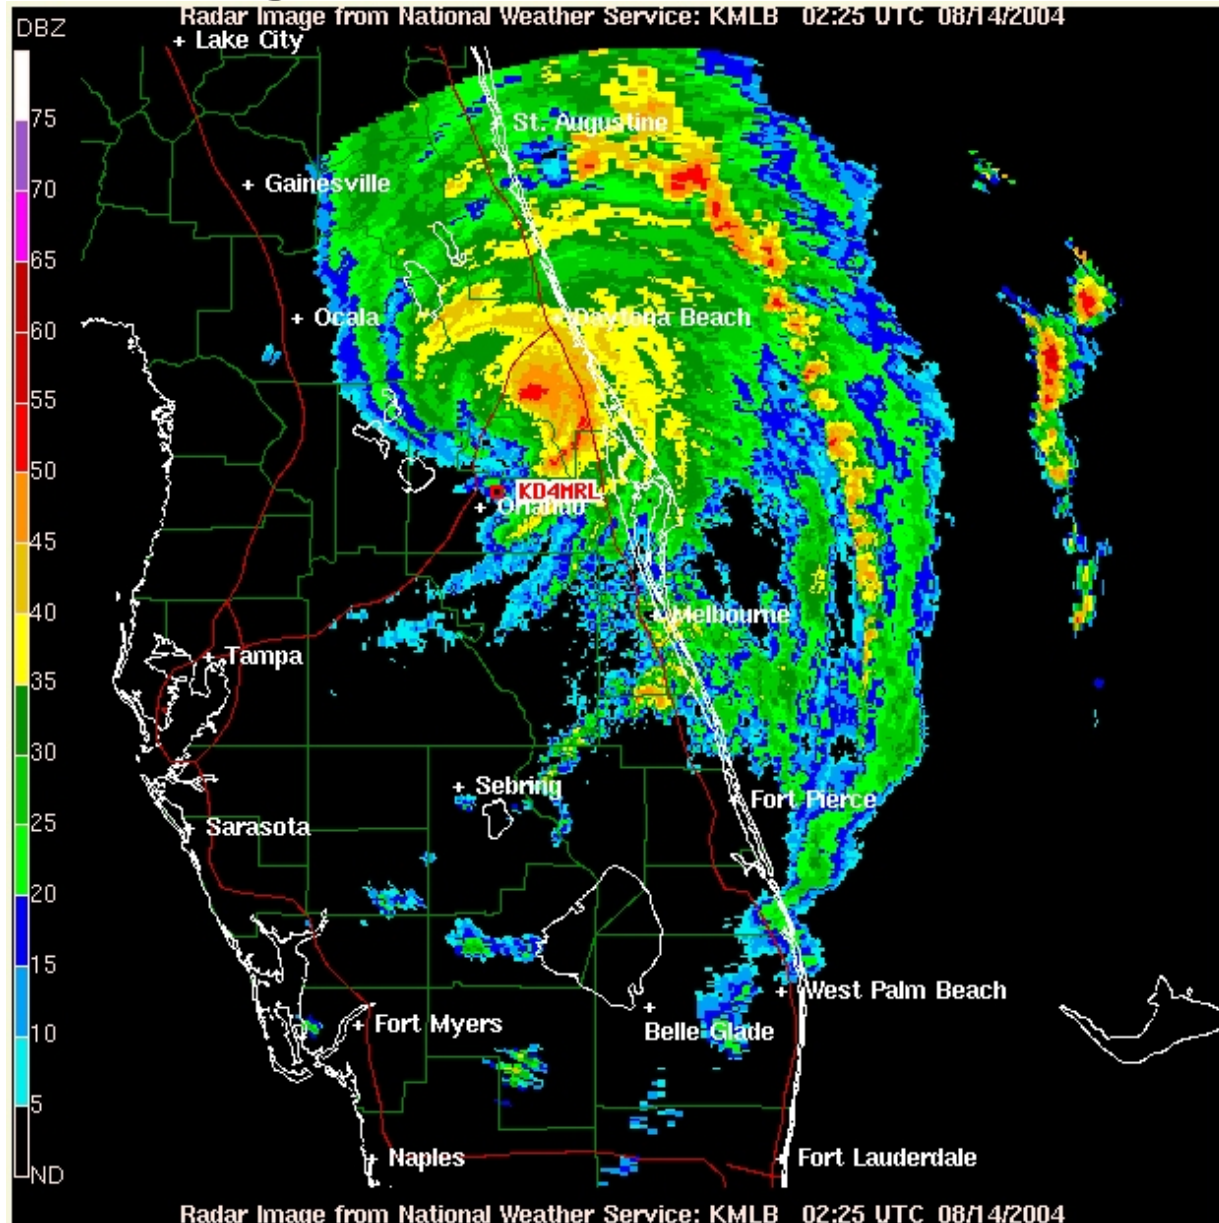 Radar Image from National Weather Service: KMLB 02:25 UTC 08/14/2004
DBZ
Lake City
75
St. Augustine
70
Gainesville
65
Ocala
Daytona Beach
60
55
50
KD4MRL
Orlando
45
40
Melbourne
Tampa
35
30
Sebring
Fort Pierce
25
Sarasota
20
15
West Palm Beach
10
Fort Myers
Belle Glade
5
Naples
Fort Lauderdale
ND
Radar Image from National Weather Service: KMLB 02:25 UTC 08/14/2004